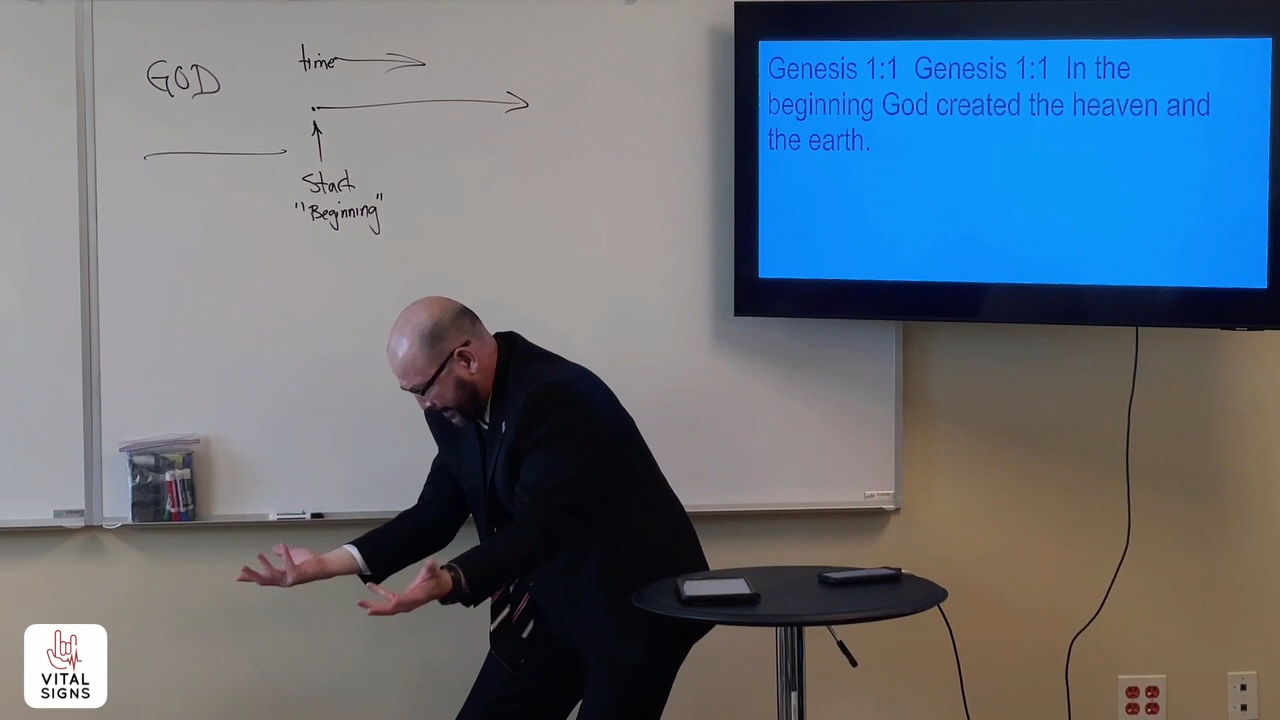 GOD
time
Start
"Beginning"
Genesis 1:1 Genesis 1:1 In the
beginning God created the heaven and
the earth.
VITAL
SIGNS